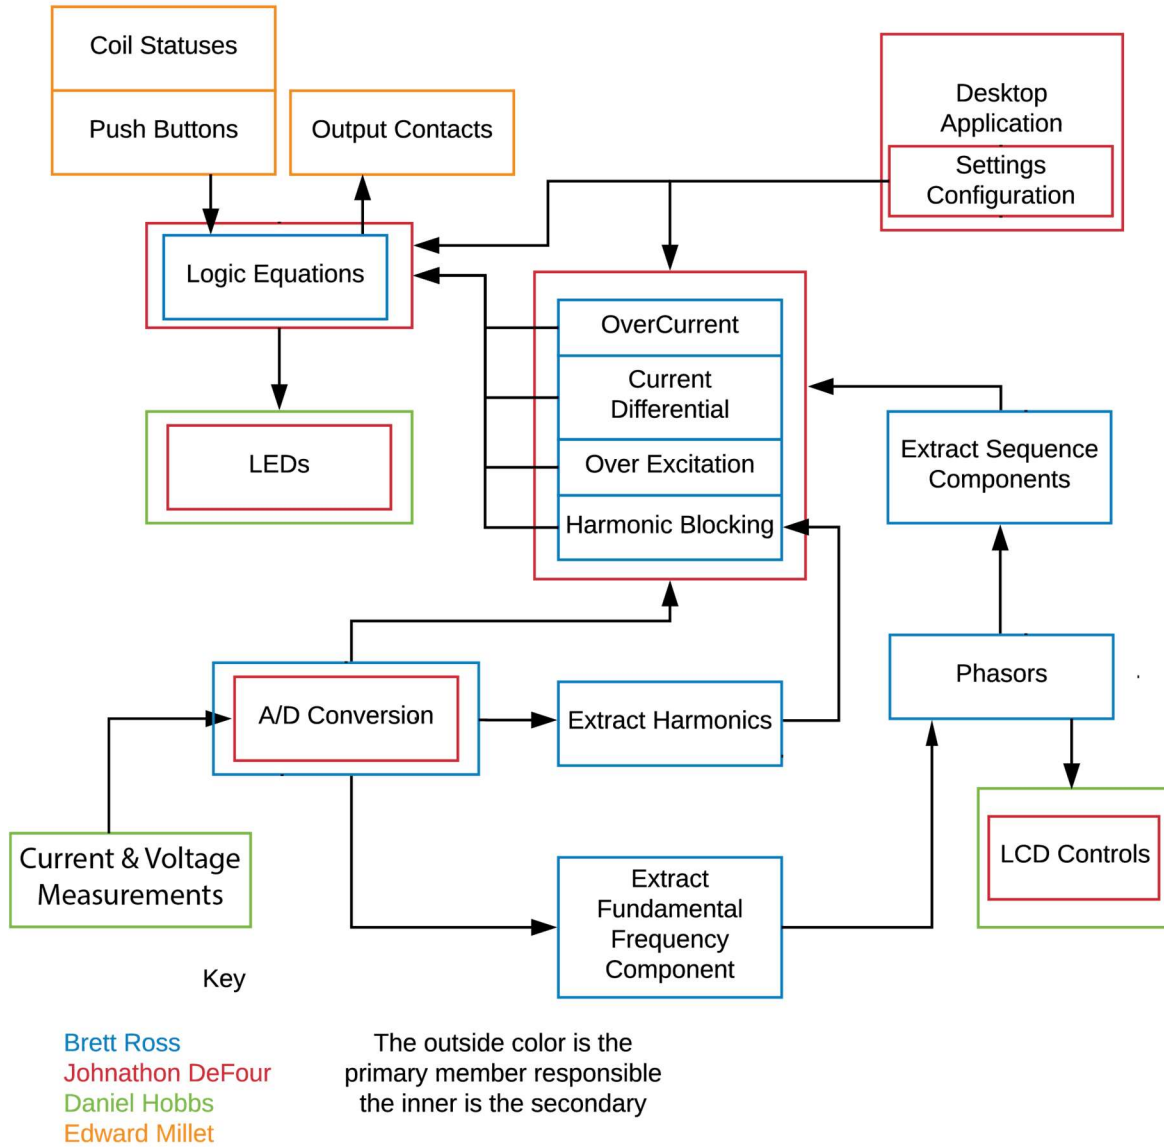 Coil Statuses
Push Buttons
Output Contacts
Desktop
Application
Settings
Configuration
Logic Equations
OverCurrent
Current
Differential
Over Excitation
Harmonic Blocking
LEDs
Extract Sequence
Components
Phasors
A/D Conversion
Extract Harmonics
Current & Voltage
Measurements
Extract
Fundamental
Frequency
Component
LCD Controls
Key
Brett Ross
Johnathon DeFour
Daniel Hobbs
Edward Millet
The outside color is the
primary member responsible
the inner is the secondary